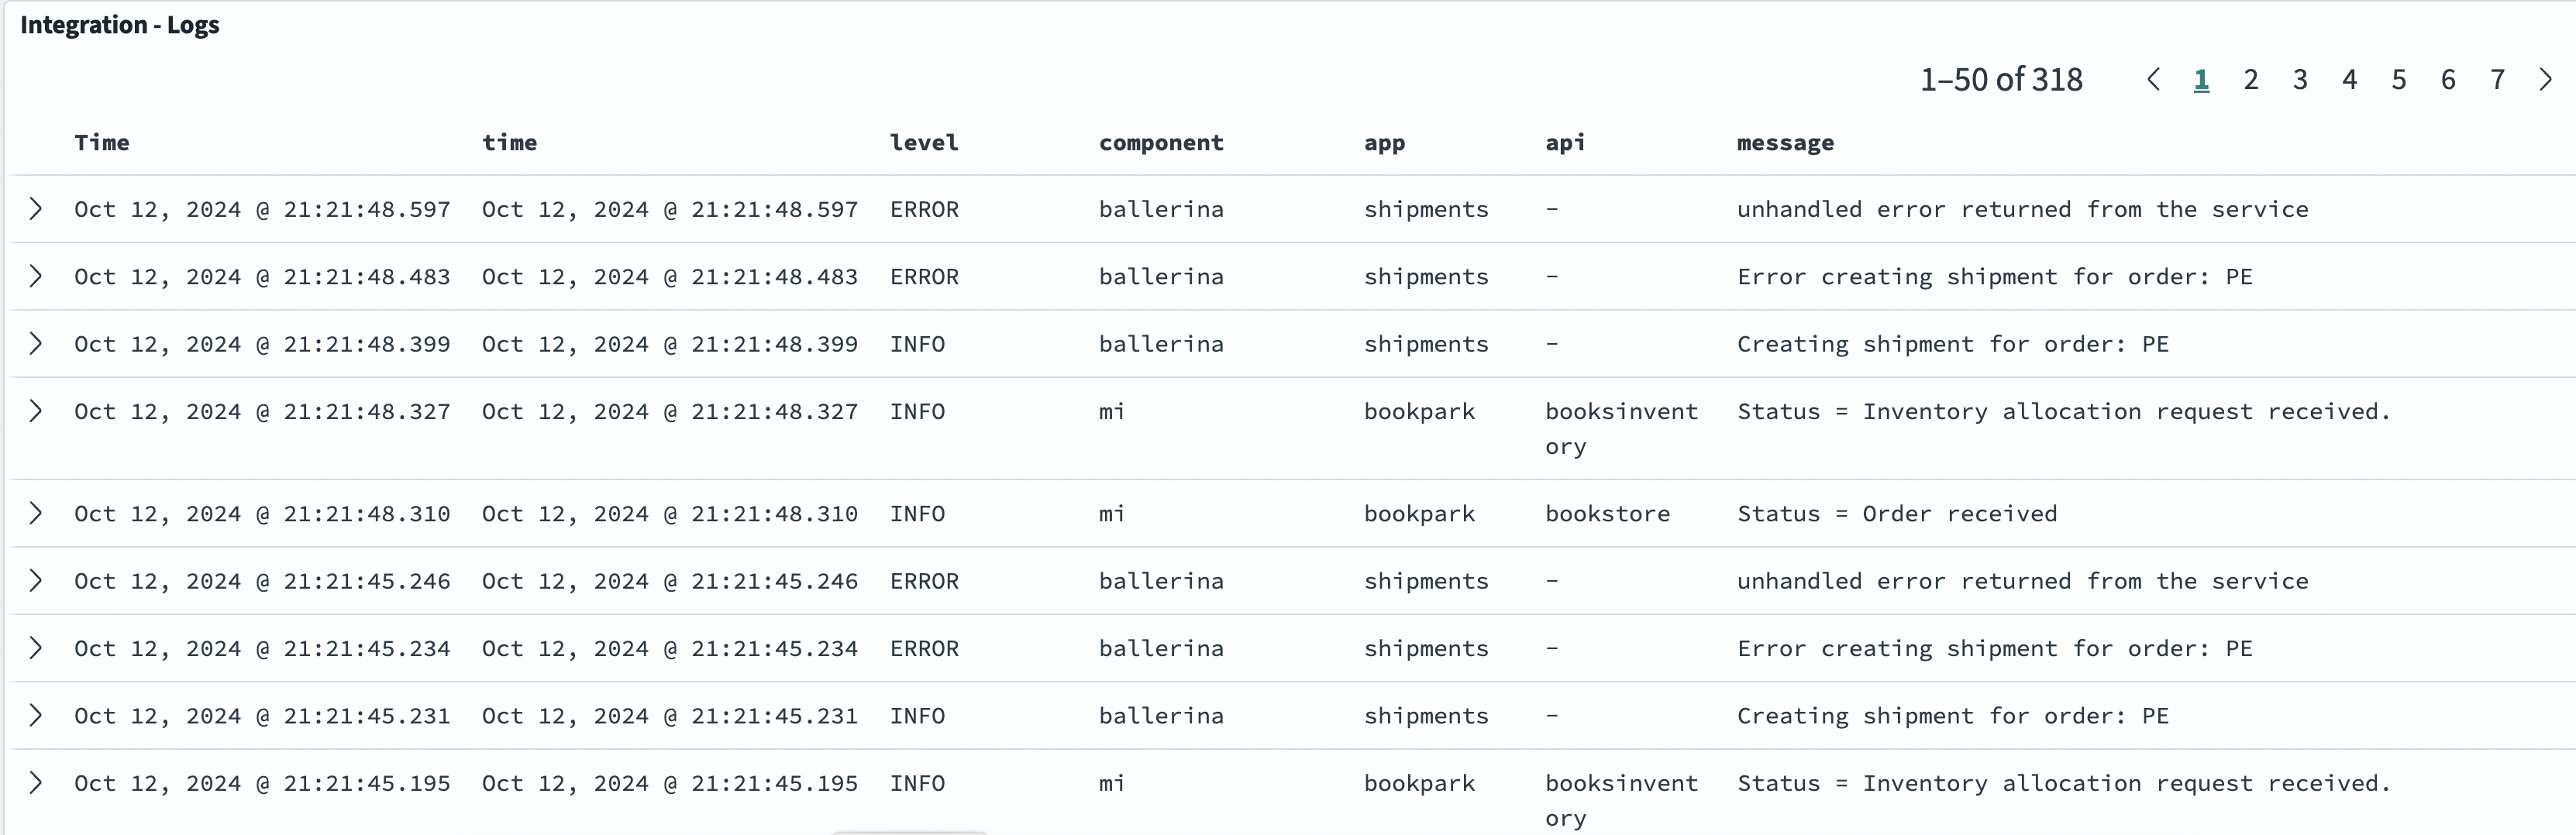 Integration - Logs
1–50 of 318 1 2 3 4 5 6 7
Time time level component app api message
Oct 12, 2024 @ 21:21:48.597 Oct 12, 2024 @ 21:21:48.597 ERROR ballerina shipments – unhandled error returned from the service
Oct 12, 2024 @ 21:21:48.483 Oct 12, 2024 @ 21:21:48.483 ERROR ballerina shipments – Error creating shipment for order: PE
Oct 12, 2024 @ 21:21:48.399 Oct 12, 2024 @ 21:21:48.399 INFO ballerina shipments – Creating shipment for order: PE
Oct 12, 2024 @ 21:21:48.327 Oct 12, 2024 @ 21:21:48.327 INFO mi bookpark booksinvent Status = Inventory allocation request received.
ory
Oct 12, 2024 @ 21:21:48.310 Oct 12, 2024 @ 21:21:48.310 INFO mi bookpark bookstore Status = Order received
Oct 12, 2024 @ 21:21:45.246 Oct 12, 2024 @ 21:21:45.246 ERROR ballerina shipments – unhandled error returned from the service
Oct 12, 2024 @ 21:21:45.234 Oct 12, 2024 @ 21:21:45.234 ERROR ballerina shipments – Error creating shipment for order: PE
Oct 12, 2024 @ 21:21:45.231 Oct 12, 2024 @ 21:21:45.231 INFO ballerina shipments – Creating shipment for order: PE
Oct 12, 2024 @ 21:21:45.195 Oct 12, 2024 @ 21:21:45.195 INFO mi bookpark booksinvent Status = Inventory allocation request received.
ory